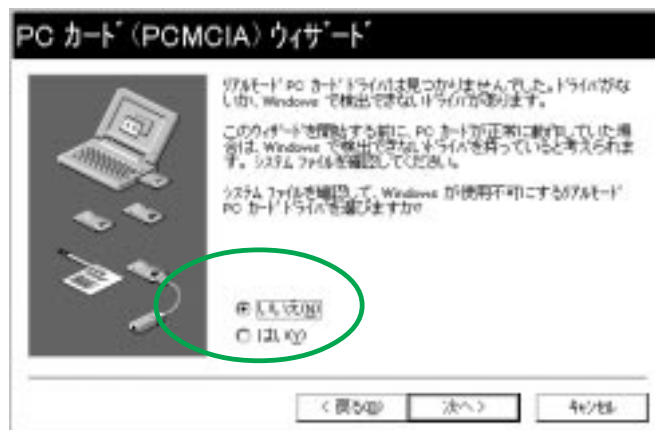 PC ｶｰﾄﾞ (PCMCIA) ｳｨｻﾞｰﾄﾞ
ﾘｱﾙﾓｰﾄﾞ PC ｶｰﾄﾞ ﾄﾞﾗｲﾊﾞは見つかりませんでした。ﾄﾞﾗｲﾊﾞがな
いか、Windows で検出できないﾄﾞﾗｲﾊﾞがあります。
このｳｨｻﾞｰﾄﾞを開始する前に、PC ｶｰﾄﾞが正常に動作していた場
合は、Windows で検出できないﾄﾞﾗｲﾊﾞを持っていると考えられま
す。ｼｽﾃﾑ ﾌｧｲﾙを確認してください。
ｼｽﾃﾑ ﾌｧｲﾙを確認して、Windows が使用不可にするﾘｱﾙﾓｰﾄﾞ
PC ｶｰﾄﾞ ﾄﾞﾗｲﾊﾞを選びますか?
いいえ(N)
はい(Y)
< 戻る(B)
次へ >
ｷｬﾝｾﾙ